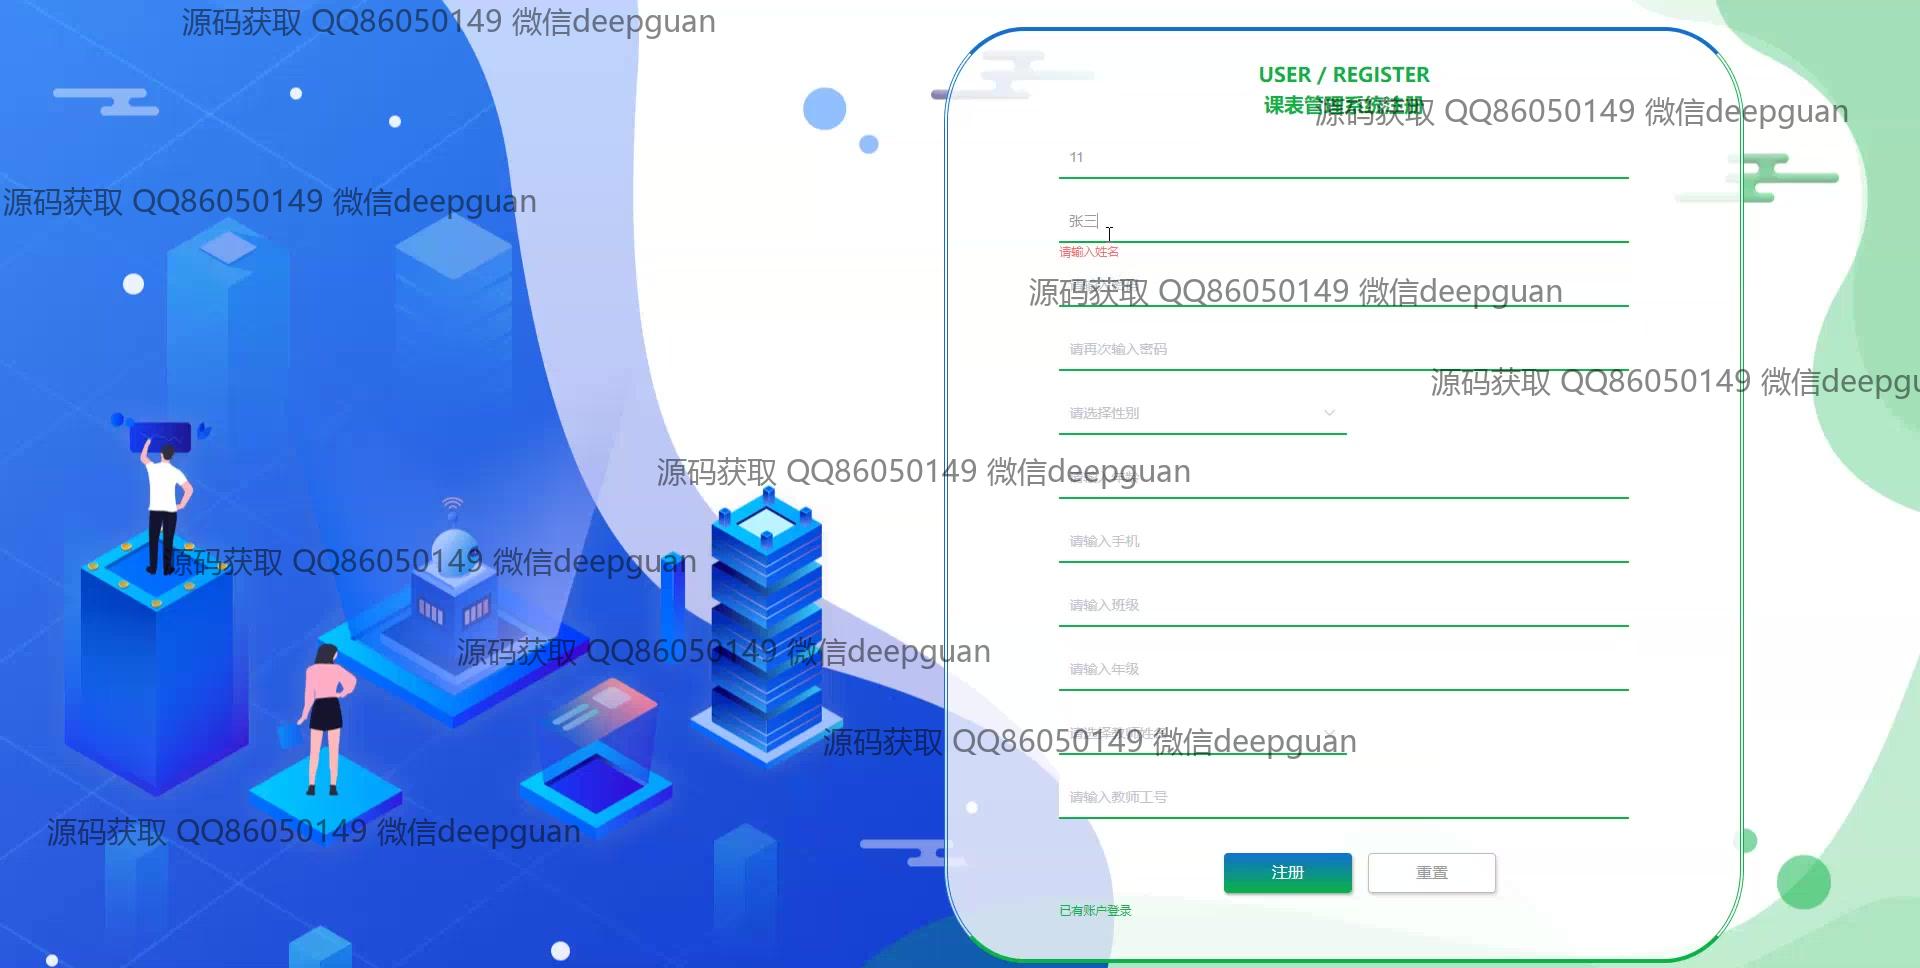 源码获取 QQ86050149 微信deepguan
USER / REGISTER
课表管理系统注册
源码获取 QQ86050149 微信deepguan
11
源码获取 QQ86050149 微信deepguan
张三
请输入姓名
源码获取 QQ86050149 微信deepguan
请再次输入密码
源码获取 QQ86050149 微信deepgu
请选择性别
源码获取 QQ86050149 微信deepguan
请输入手机
源码获取 QQ86050149 微信deepguan
请输入班级
源码获取 QQ86050149 微信deepguan
请输入年级
请选择教师姓名
源码获取 QQ86050149 微信deepguan
请输入教师工号
源码获取 QQ86050149 微信deepguan
注册
重置
已有账户登录